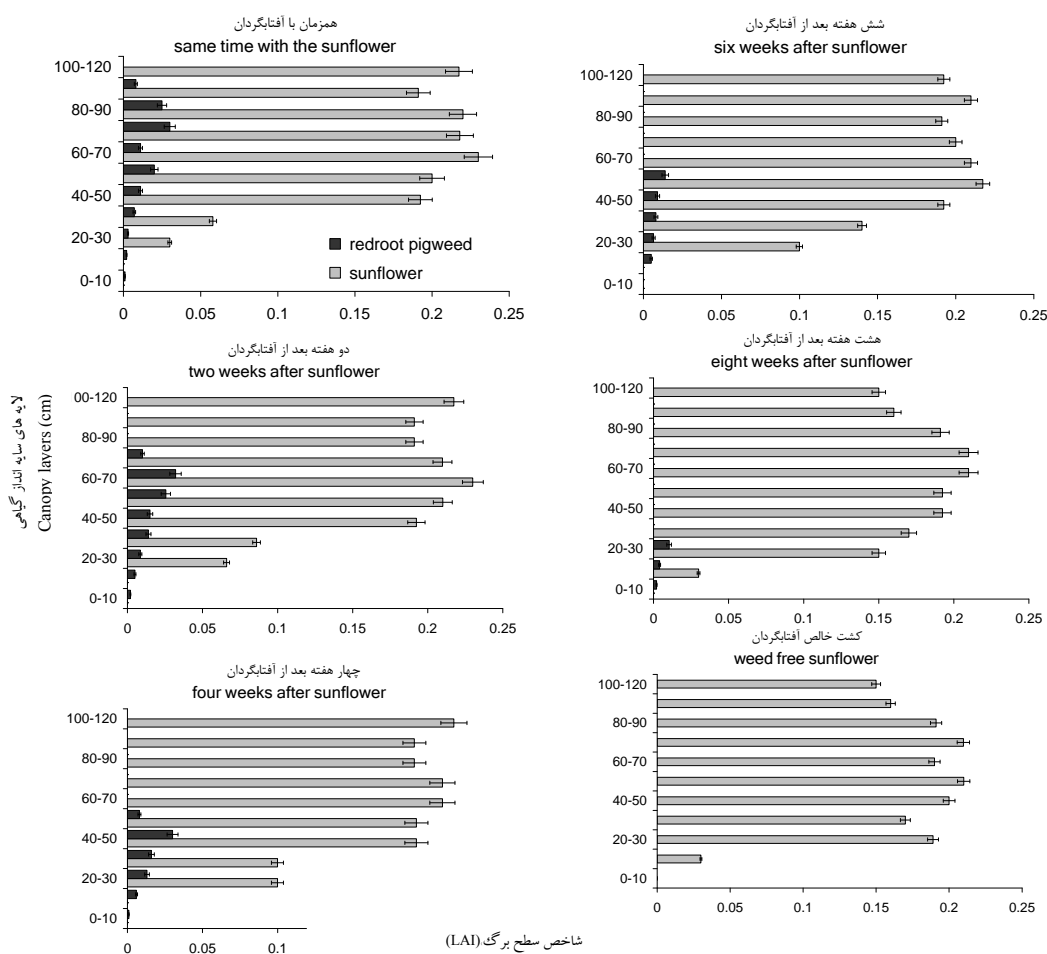 همزمان با آفتابگردان
same time with the sunflower
100-120
80-90
60-70
40-50
20-30
0-10
redroot pigweed
sunflower
0 0.05 0.1 0.15 0.2 0.25
شش هفته بعد از آفتابگردان
six weeks after sunflower
100-120
80-90
60-70
40-50
20-30
0-10
0 0.05 0.1 0.15 0.2 0.25
لایه های سایه انداز گیاهی
Canopy layers (cm)
دو هفته بعد از آفتابگردان
two weeks after sunflower
00-120
80-90
60-70
40-50
20-30
0-10
0 0.05 0.1 0.15 0.2 0.25
هشت هفته بعد از آفتابگردان
eight weeks after sunflower
100-120
80-90
60-70
40-50
20-30
0-10
0 0.05 0.1 0.15 0.2 0.25
چهار هفته بعد از آفتابگردان
four weeks after sunflower
100-120
80-90
60-70
40-50
20-30
0-10
0 0.05 0.1
کشت خالص آفتابگردان
weed free sunflower
100-120
80-90
60-70
40-50
20-30
0-10
0 0.05 0.1 0.15 0.2 0.25
شاخص سطح برگ (LAI)